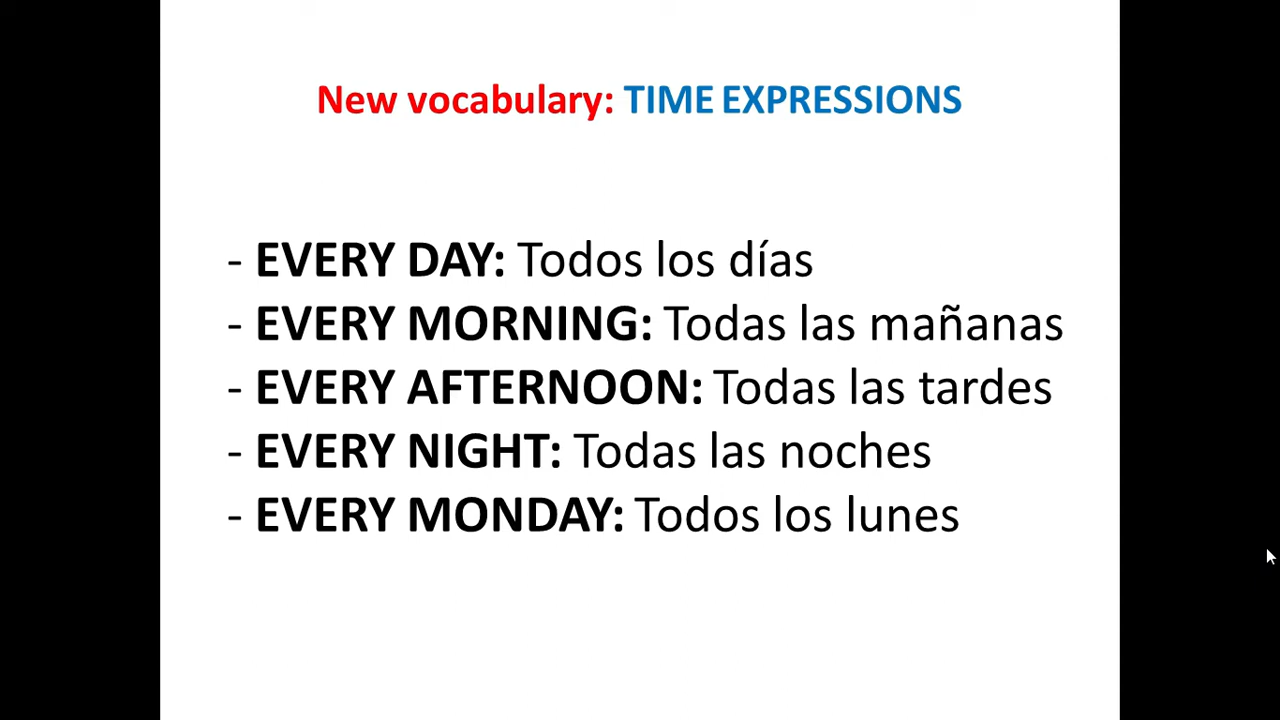 New vocabulary: TIME EXPRESSIONS
- EVERY DAY: Todos los días
- EVERY MORNING: Todas las mañanas
- EVERY AFTERNOON: Todas las tardes
- EVERY NIGHT: Todas las noches
- EVERY MONDAY: Todos los lunes